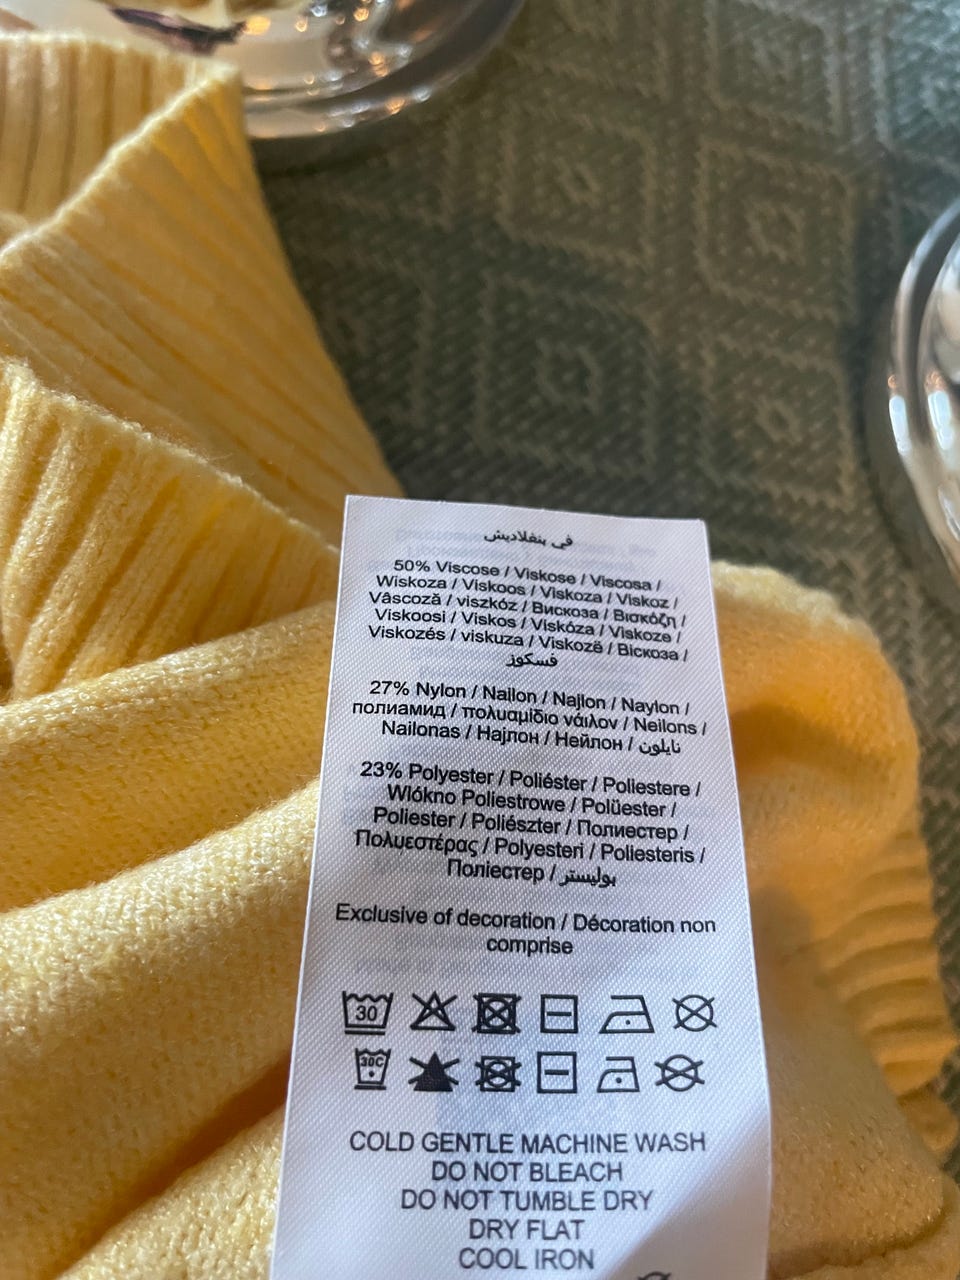 في بنغلاديش
50% Viscose / Viskose / Viscosa /
Wiskoza / Viskoos / Viskoza / Viskoz /
Vâscoză / viszkóz / Вискоза / Βισκόζη /
Viskoosi / Viskos / Viskóza / Viskoze /
Viskozés / viskuza / Viskozë / Віскоза /
فسكوز
27% Nylon / Nailon / Najlon / Naylon /
полиамид / πολυαμίδιο νάιλον / Neilons /
Nailonas / Најлон / Нейлон / نايلون
23% Polyester / Poliéster / Poliestere /
Wlókno Poliestrowe / Polüester /
Poliester / Poliészter / Полиестер /
Πολυεστέρας / Polyesteri / Poliesteris /
Поліестер / بوليستر
Exclusive of decoration / Décoration non
comprise
30
30C
COLD GENTLE MACHINE WASH
DO NOT BLEACH
DO NOT TUMBLE DRY
DRY FLAT
COOL IRON